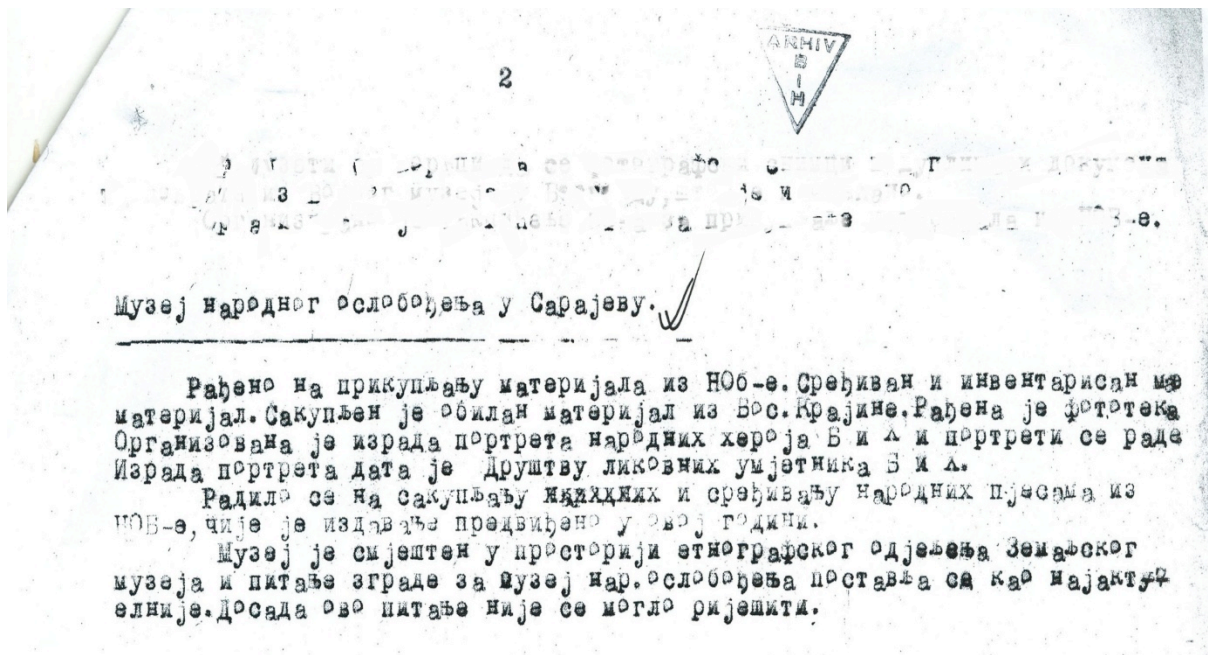 2
ARHIV
BIH
се
и
за
-е.
Музеј народног ослобођења у Сарајеву.
Рађено на прикупљању материјала из НОб-е.Сређиван и инвентарисан
материјал.Сакупљен је обилан материјал из Бос.Крајине.Рађена је фототека
Организована је израда портрета народних хероја Б и Х и портрети се раде
Израда портрета дата је Друштву ликовних умјетника Б и Х.
Радило се на сакупљању и сређивању народних пјесама из
НОБ-е,чије је издавање предвиђено у овој години.
Музеј је смјештен у просторији етнографског одјељења Земаљског
музеја и питање зграде за музеј нар.ослобођења поставља се као најакту-
елније.Досада ово питање није се могло ријешити.